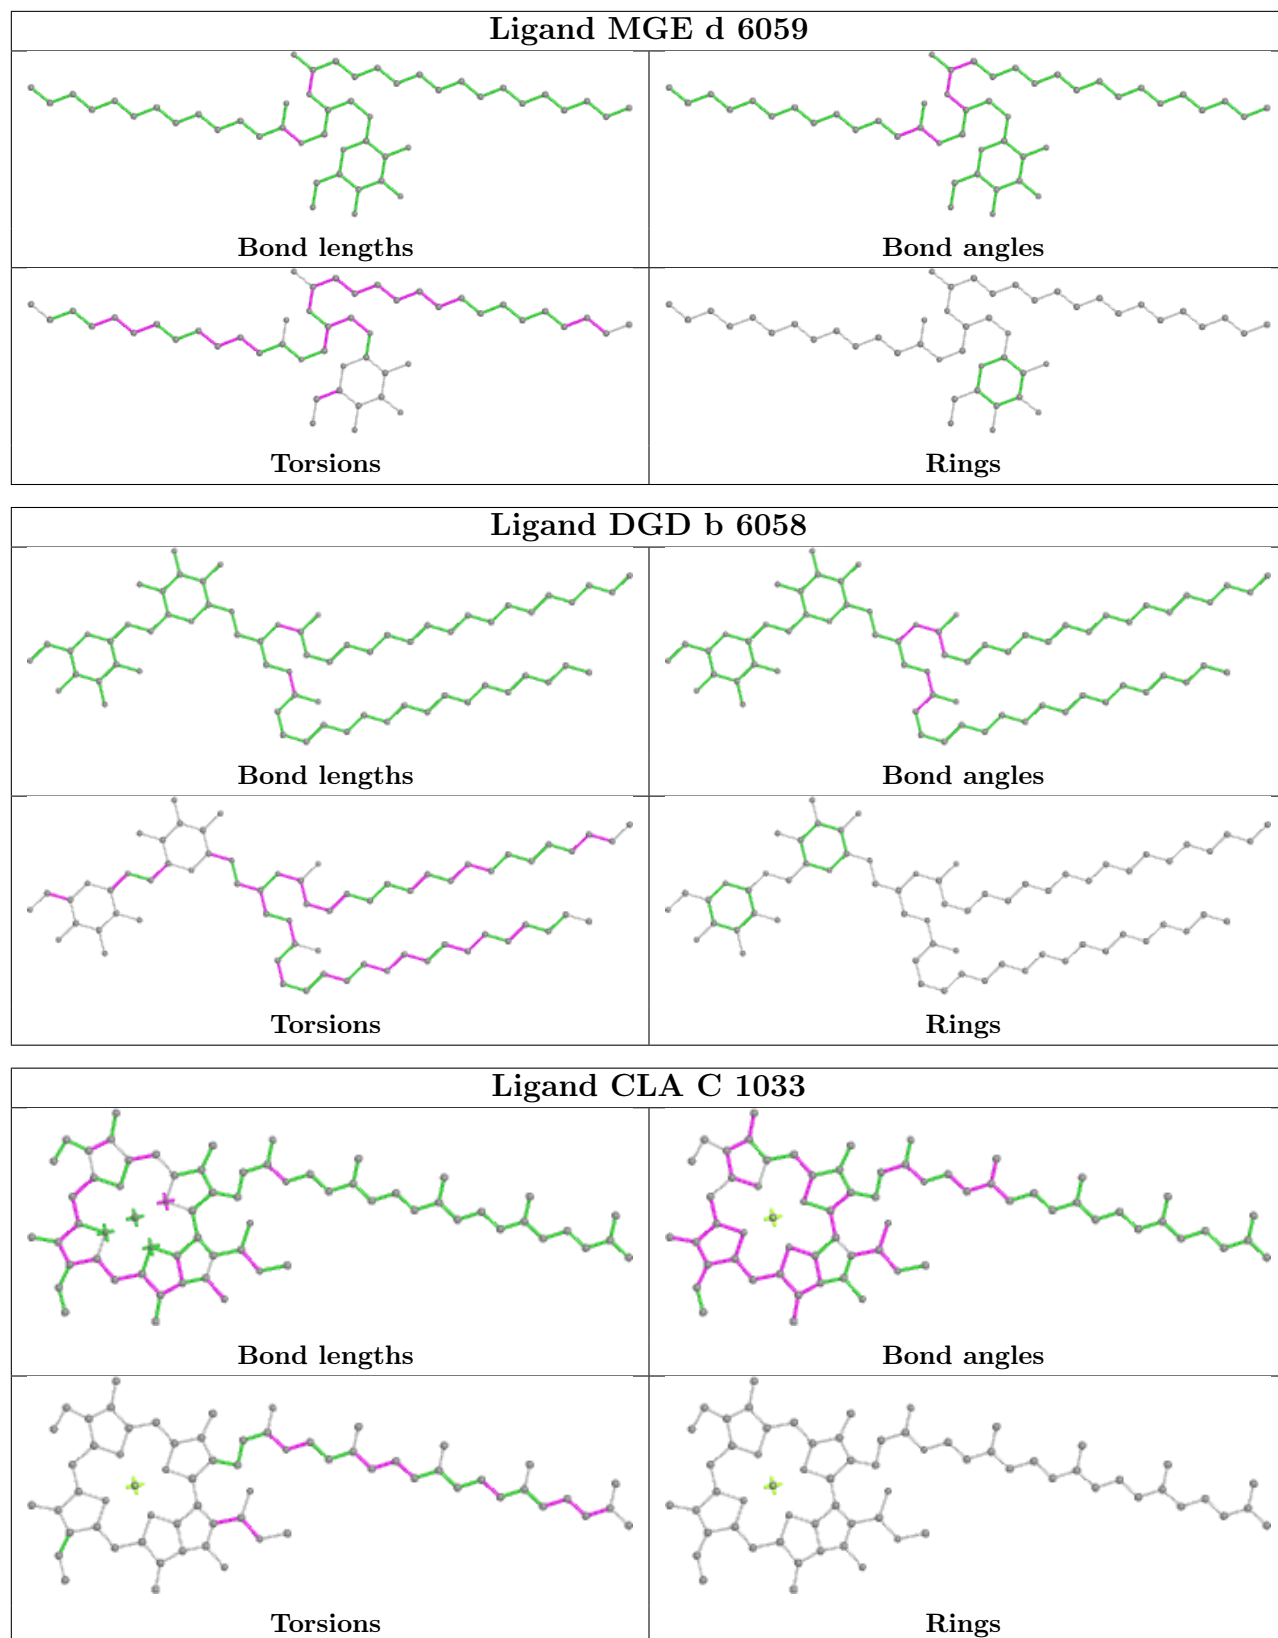 Ligand MGE d 6059
Bond lengths
Bond angles
Torsions
Rings
Ligand DGD b 6058
Bond lengths
Bond angles
Torsions
Rings
Ligand CLA C 1033
Bond lengths
Bond angles
Torsions
Rings